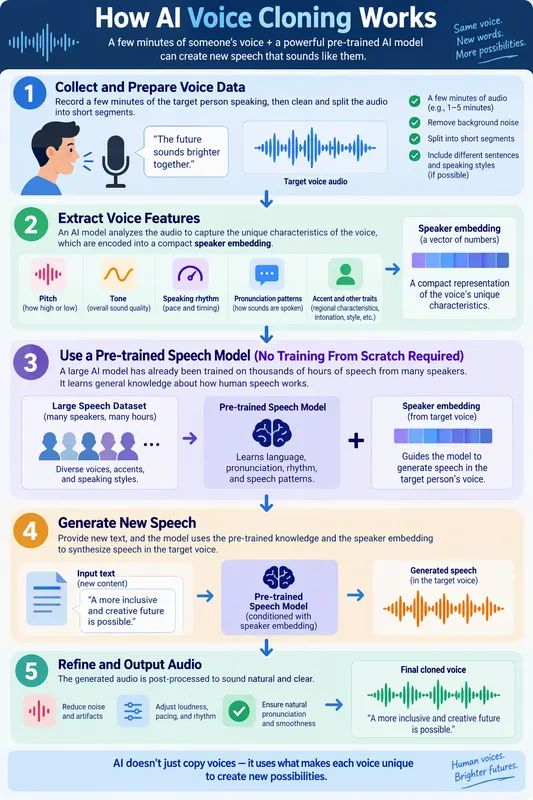 How AI Voice Cloning Works
A few minutes of someone's voice + a powerful pre-trained AI model
can create new speech that sounds like them.
Same voice.
New words.
More possibilities.
1
Collect and Prepare Voice Data
Record a few minutes of the target person speaking, then clean and split the audio
into short segments.
"The future
sounds brighter
together."
Target voice audio
A few minutes of audio
(e.g., 1–5 minutes)
Remove background noise
Split into short segments
Include different sentences
and speaking styles
(if possible)
2
Extract Voice Features
An AI model analyzes the audio to capture the unique characteristics of the voice,
which are encoded into a compact speaker embedding.
Pitch
(how high or low)
Tone
(overall sound quality)
Speaking rhythm
(pace and timing)
Pronunciation patterns
(how sounds are spoken)
Accent and other traits
(regional characteristics,
intonation, style, etc.)
Speaker embedding
(a vector of numbers)
A compact representation
of the voice's unique
characteristics.
3
Use a Pre-trained Speech Model (No Training From Scratch Required)
A large AI model has already been trained on thousands of hours of speech from many speakers.
It learns general knowledge about how human speech works.
Large Speech Dataset
(many speakers, many hours)
...
Diverse voices, accents,
and speaking styles.
Pre-trained Speech Model
Learns language,
pronunciation, rhythm,
and speech patterns.
+
Speaker embedding
(from target voice)
Guides the model to
generate speech in the
target person's voice.
4
Generate New Speech
Provide new text, and the model uses the pre-trained knowledge and the speaker embedding
to synthesize speech in the target voice.
Input text
(new content)
"A more inclusive
and creative future
is possible."
Pre-trained
Speech Model
(conditioned with
speaker embedding)
Generated speech
(in the target voice)
5
Refine and Output Audio
The generated audio is post-processed to sound natural and clear.
Reduce noise
and artifacts
Adjust loudness,
pacing, and rhythm
Ensure natural
pronunciation
and smoothness
Final cloned voice
"A more inclusive and creative future
is possible."
AI doesn't just copy voices — it uses what makes each voice unique
to create new possibilities.
Human voices.
Brighter futures.